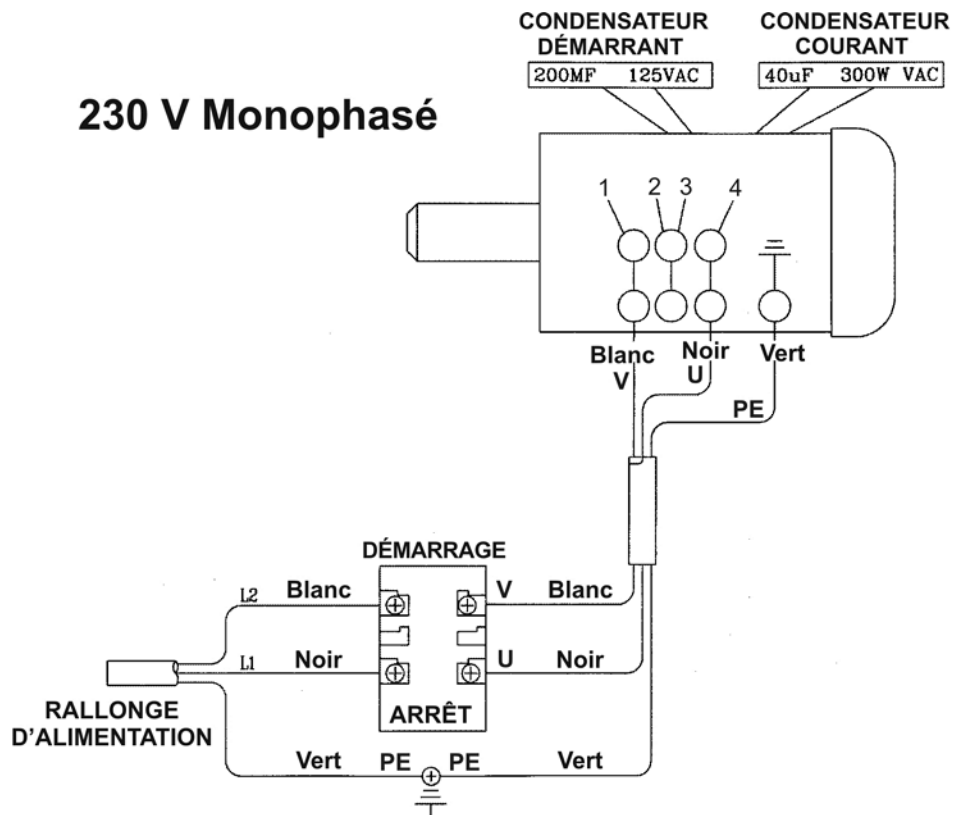 CONDENSATEUR
DÉMARRANT
200MF 125VAC
CONDENSATEUR
COURANT
40uF 300W VAC
230 V Monophasé
1 2 3 4
Blanc
V
Noir
U
Vert
PE
DÉMARRAGE
L2 Blanc
V Blanc
L1 Noir
U Noir
ARRÊT
RALLONGE
D'ALIMENTATION
Vert PE PE Vert